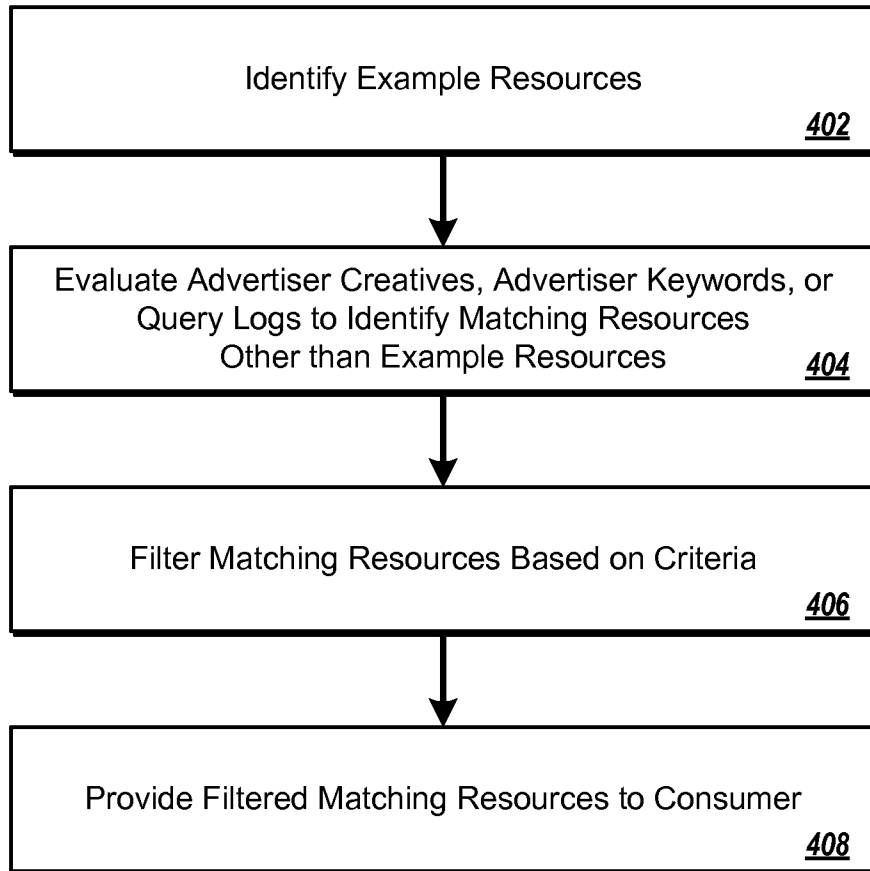 Identify Example Resources
402
Evaluate Advertiser Creatives, Advertiser Keywords, or
Query Logs to Identify Matching Resources
Other than Example Resources
404
Filter Matching Resources Based on Criteria
406
Provide Filtered Matching Resources to Consumer
408